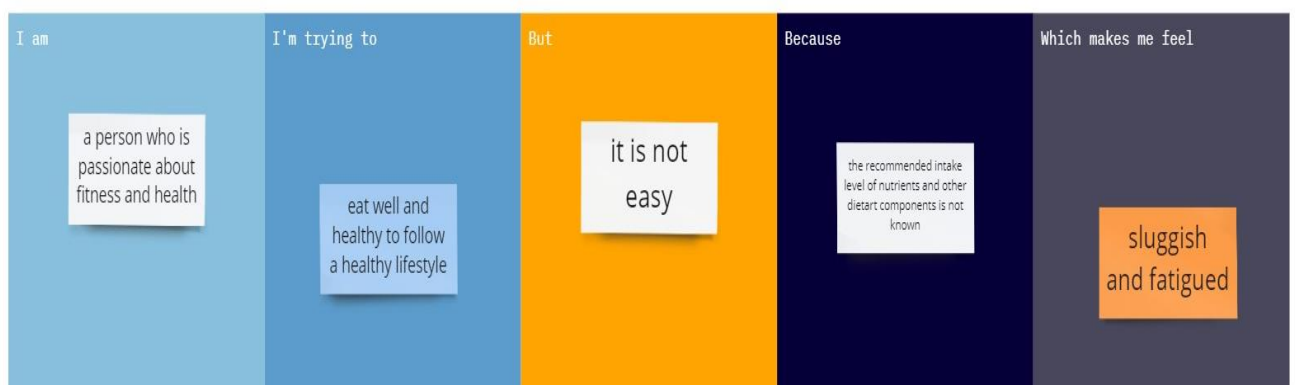 I am
a person who is
passionate about
fitness and health
I'm trying to
eat well and
healthy to follow
a healthy lifestyle
But
it is not
easy
Because
the recommended intake
level of nutrients and other
dietart components is not
known
Which makes me feel
sluggish
and fatigued